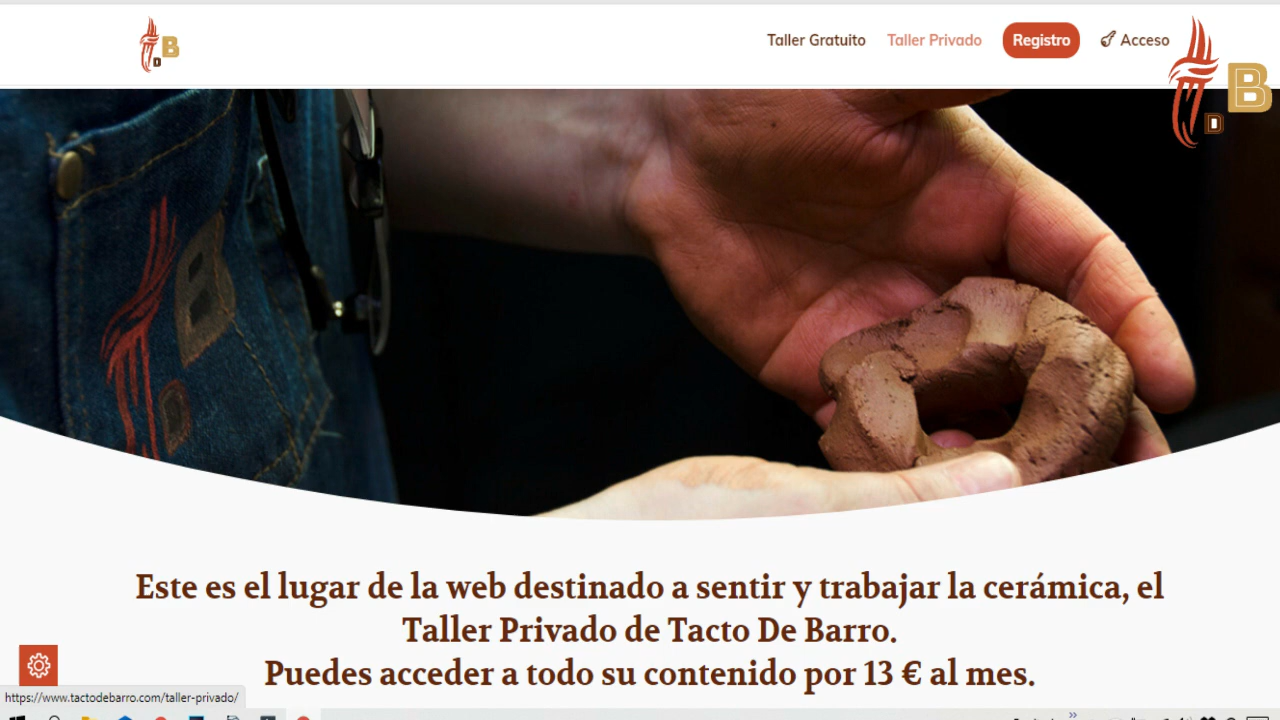 B
D
Taller Gratuito
Taller Privado
Registro
Acceso
B
D
B
D
Este es el lugar de la web destinado a sentir y trabajar la cerámica, el
Taller Privado de Tacto De Barro.
Puedes acceder a todo su contenido por 13 € al mes.
https://www.tactodebarro.com/taller-privado/